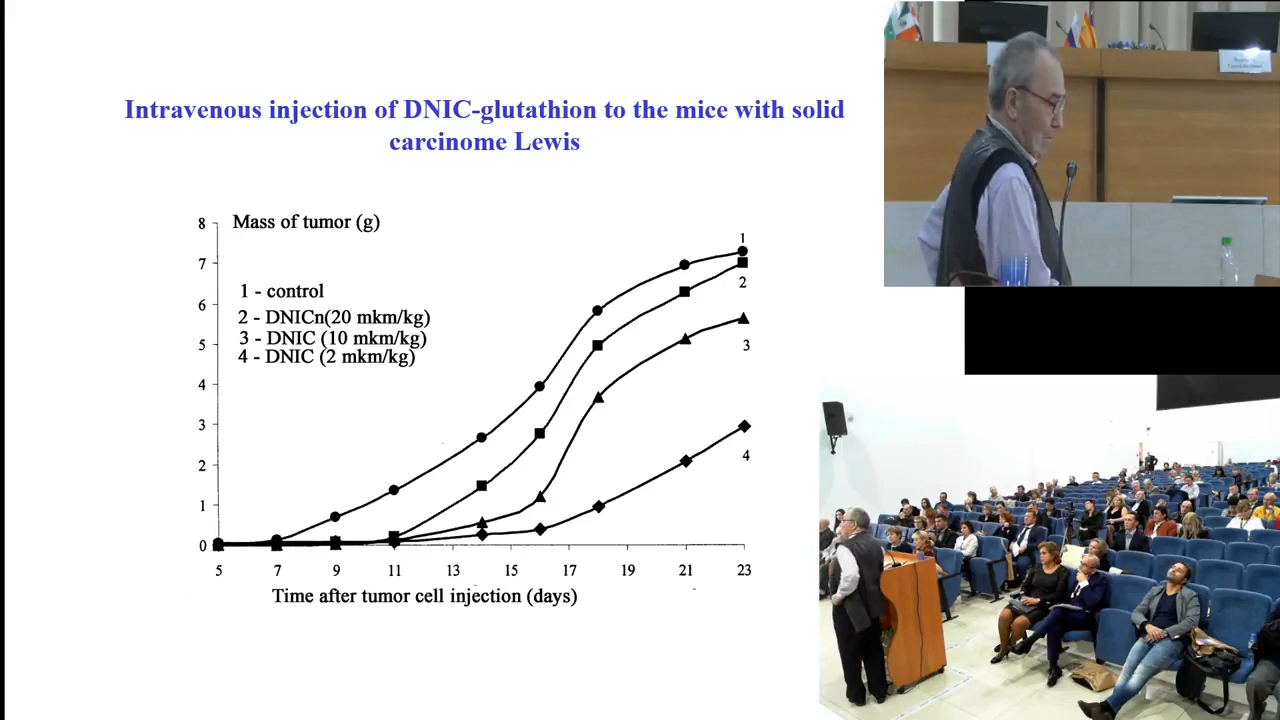 Intravenous injection of DNIC-glutathion to the mice with solid
carcinome Lewis
Mass of tumor (g)
8
7
6
5
4
3
2
1
0
1 - control
2 - DNICn(20 mkm/kg)
3 - DNIC (10 mkm/kg)
4 - DNIC (2 mkm/kg)
1
2
3
4
5 7 9 11 13 15 17 19 21 23
Time after tumor cell injection (days)